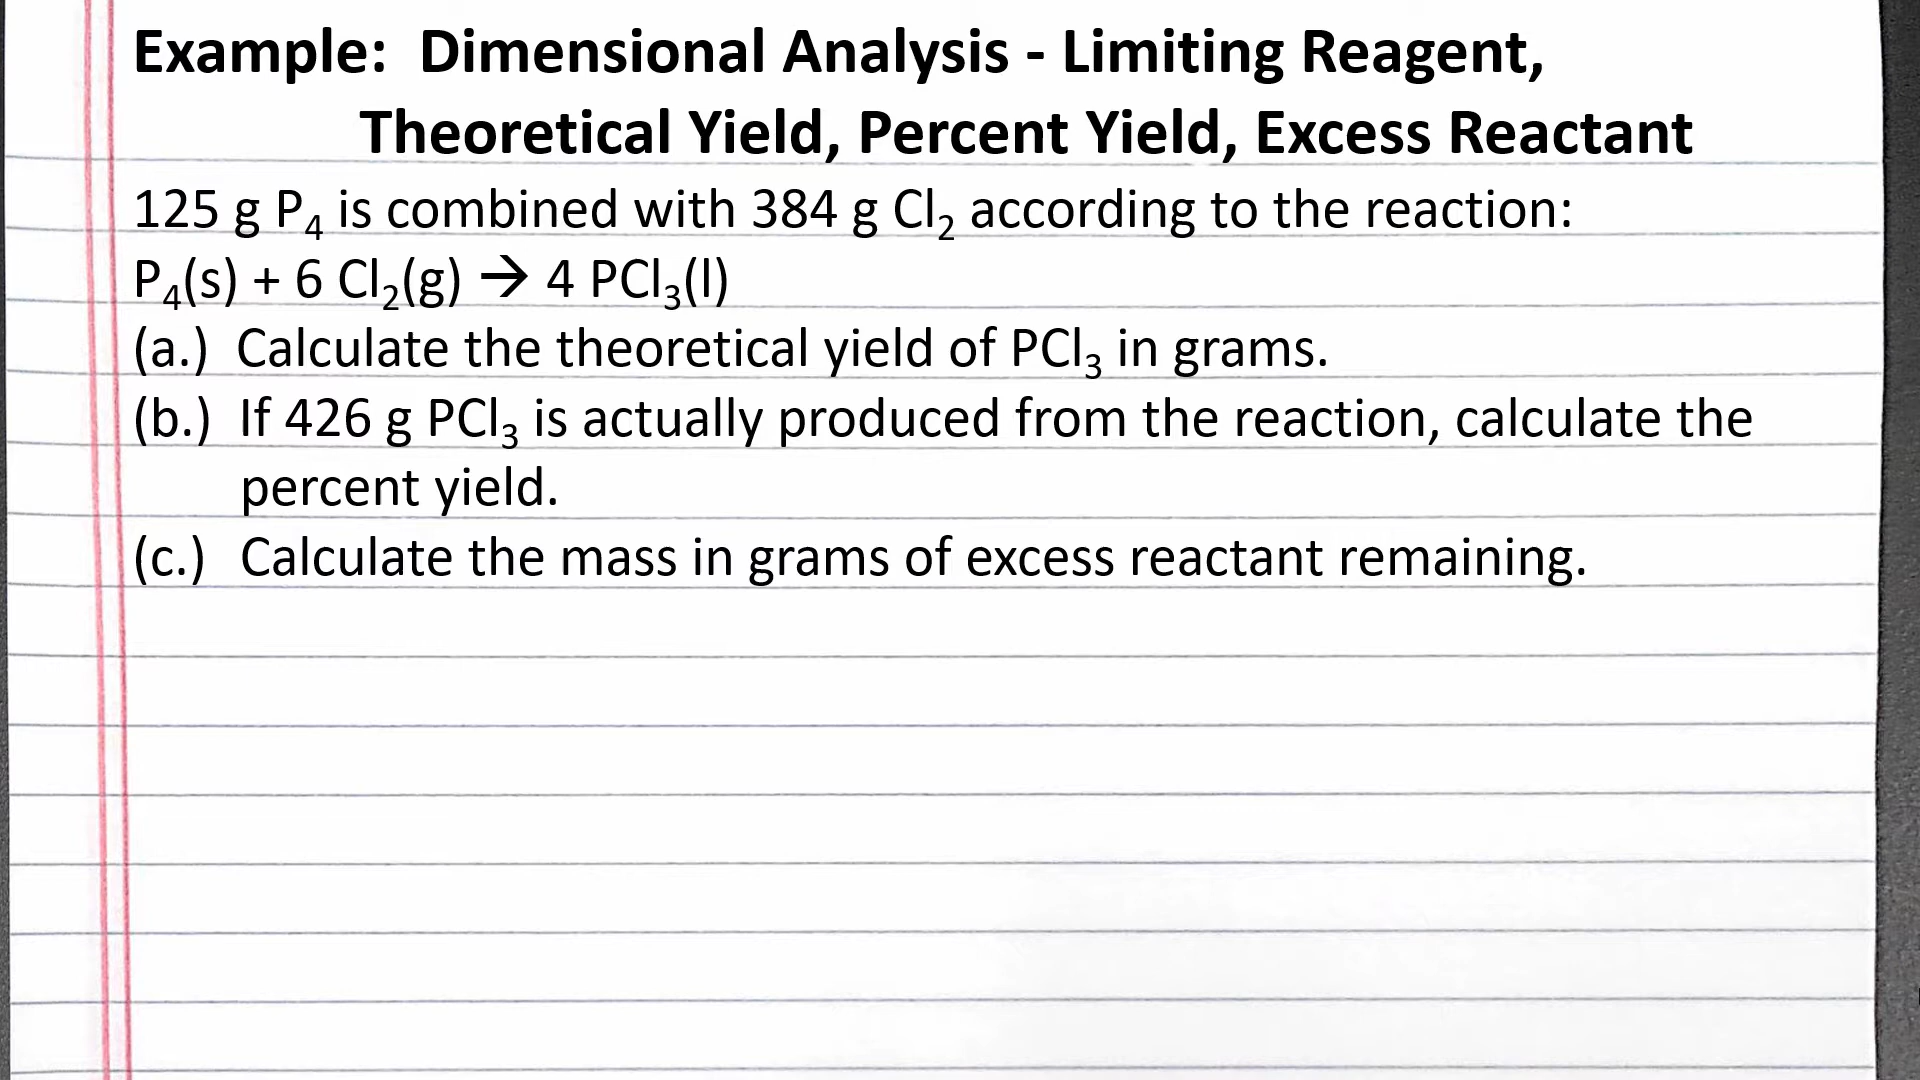 Example: Dimensional Analysis - Limiting Reagent,
Theoretical Yield, Percent Yield, Excess Reactant
125 g P₄ is combined with 384 g Cl₂ according to the reaction:
P₄(s) + 6 Cl₂(g) → 4 PCl₃(l)
(a.) Calculate the theoretical yield of PCl₃ in grams.
(b.) If 426 g PCl₃ is actually produced from the reaction, calculate the
percent yield.
(c.) Calculate the mass in grams of excess reactant remaining.